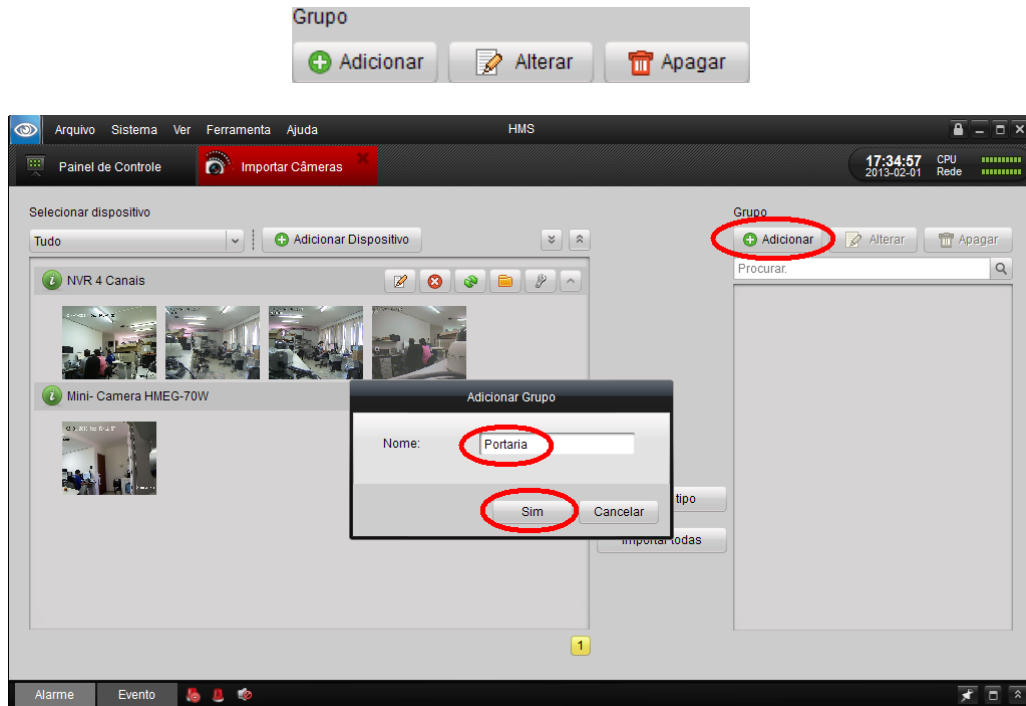 Grupo
Adicionar Alterar Apagar
Arquivo Sistema Ver Ferramenta Ajuda HMS
Painel de Controle Importar Câmeras 17:34:57 CPU
2013-02-01 Rede
Selecionar dispositivo Grupo
Tudo Adicionar Dispositivo Adicionar Alterar Apagar
Procurar.
NVR 4 Canais
Mini- Camera HMEG-70W
Adicionar Grupo
Nome: Portaria
Sim Cancelar
tipo
Importar todas
1
Alarme Evento